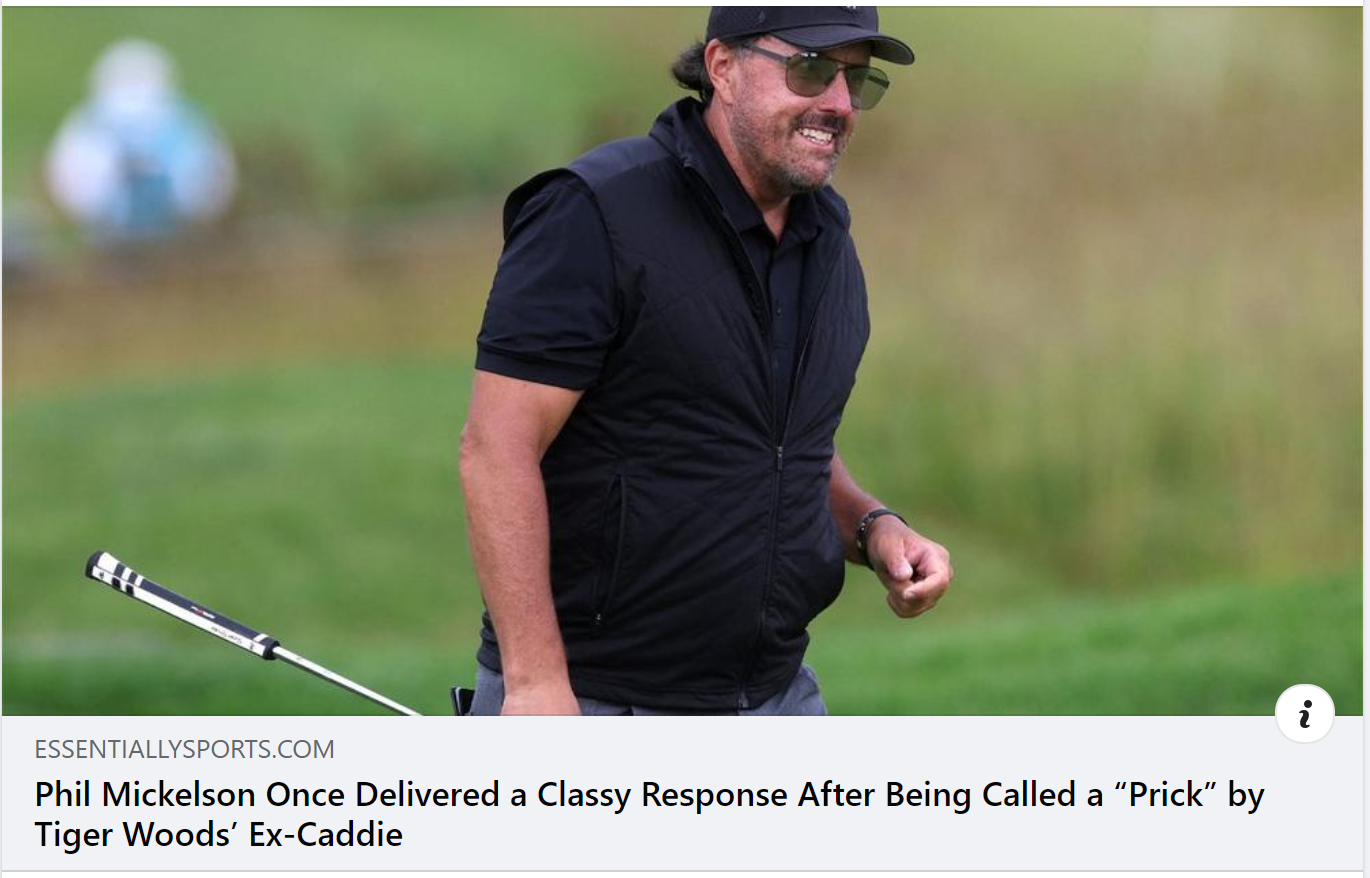 ESSENTIALLYSPORTS.COM
Phil Mickelson Once Delivered a Classy Response After Being Called a “Prick” by
Tiger Woods’ Ex-Caddie